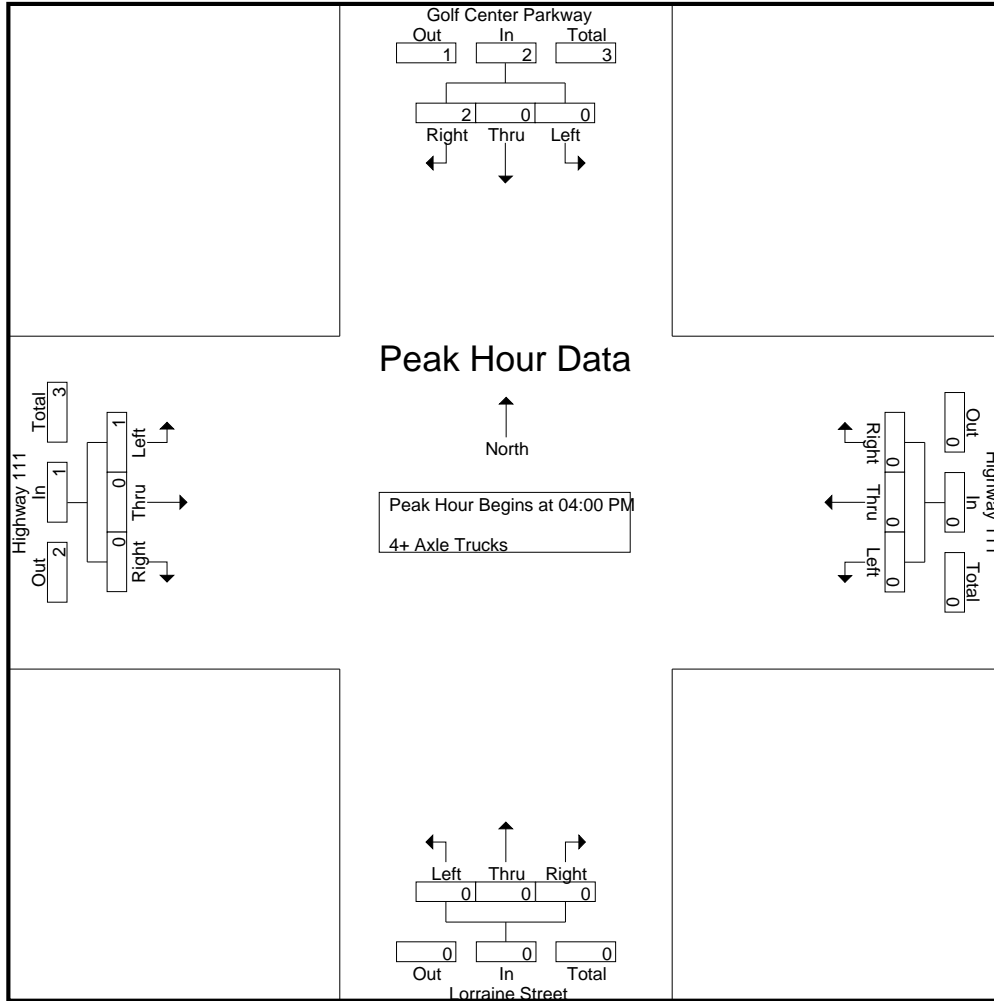 Golf Center Parkway
Out In Total
1 2 3
2 0 0
Right Thru Left
Peak Hour Data
North
Peak Hour Begins at 04:00 PM
4+ Axle Trucks
Highway 111
Total In Out
3 1 2
1 0 0
Left Thru Right
Highway 111
Out In Total
0 0 0
0 0 0
Right Thru Left
Left Thru Right
0 0 0
0 0 0
Out In Total
Lorraine Street